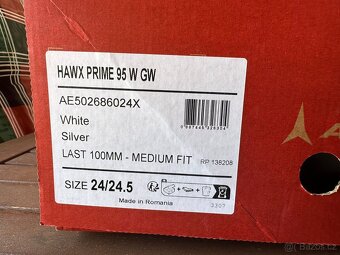 HAWX PRIME 95 W GW
AE502686024X
White
Silver
LAST 100MM - MEDIUM FIT
RP 138208
SIZE 24/24.5
Made in Romania